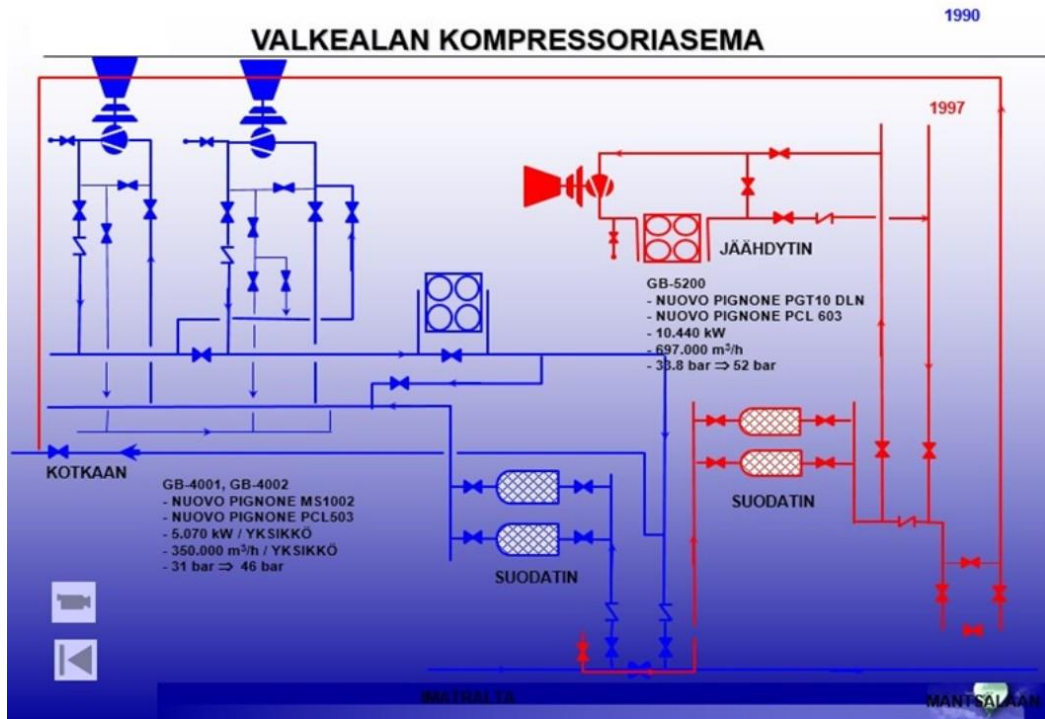 1990
VALKEALAN KOMPRESSORIASEMA
1997
JÄÄHDYTIN
GB-5200
- NUOVO PIGNONE PGT10 DLN
- NUOVO PIGNONE PCL 603
- 10.440 kW
- 697.000 m³/h
- 33.8 bar ⇒ 52 bar
KOTKAAN
GB-4001, GB-4002
- NUOVO PIGNONE MS1002
- NUOVO PIGNONE PCL503
- 5.070 kW / YKSIKKÖ
- 350.000 m³/h / YKSIKKÖ
- 31 bar ⇒ 46 bar
SUODATIN
SUODATIN
IMATRALTA
MÄNTSÄLÄÄN